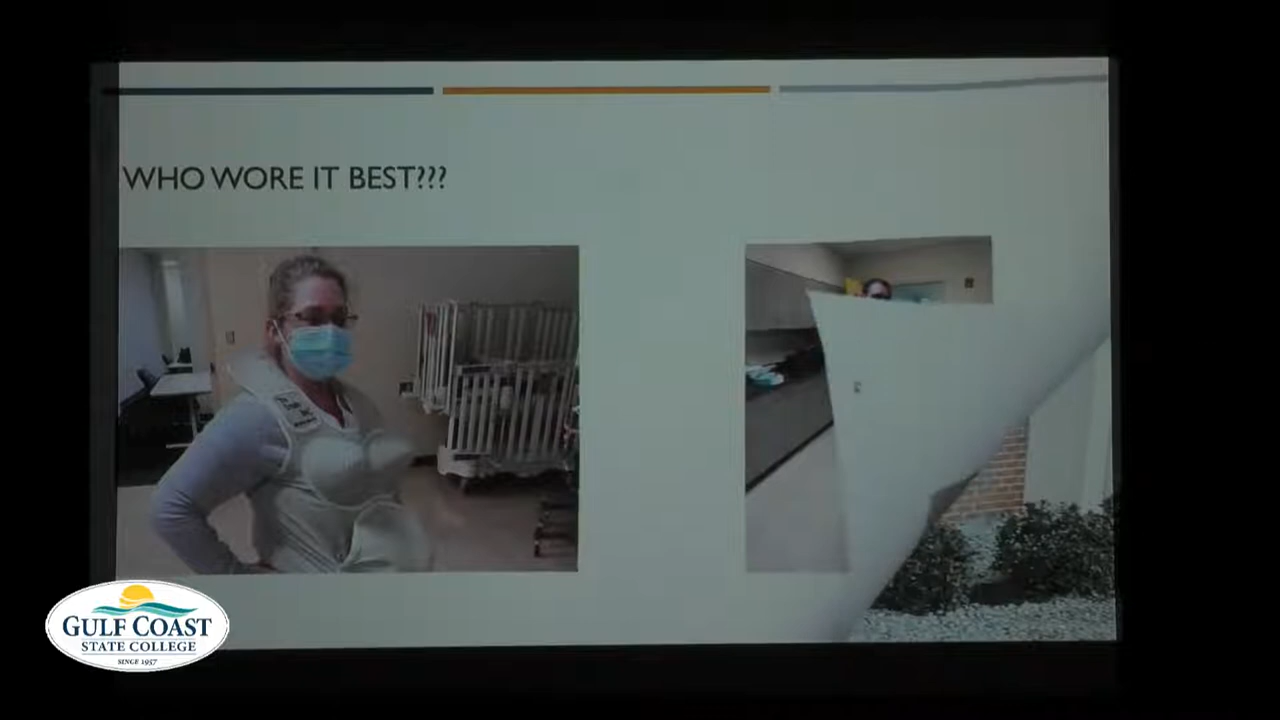 WHO WORE IT BEST???
GULF COAST
STATE COLLEGE
SINCE 1957